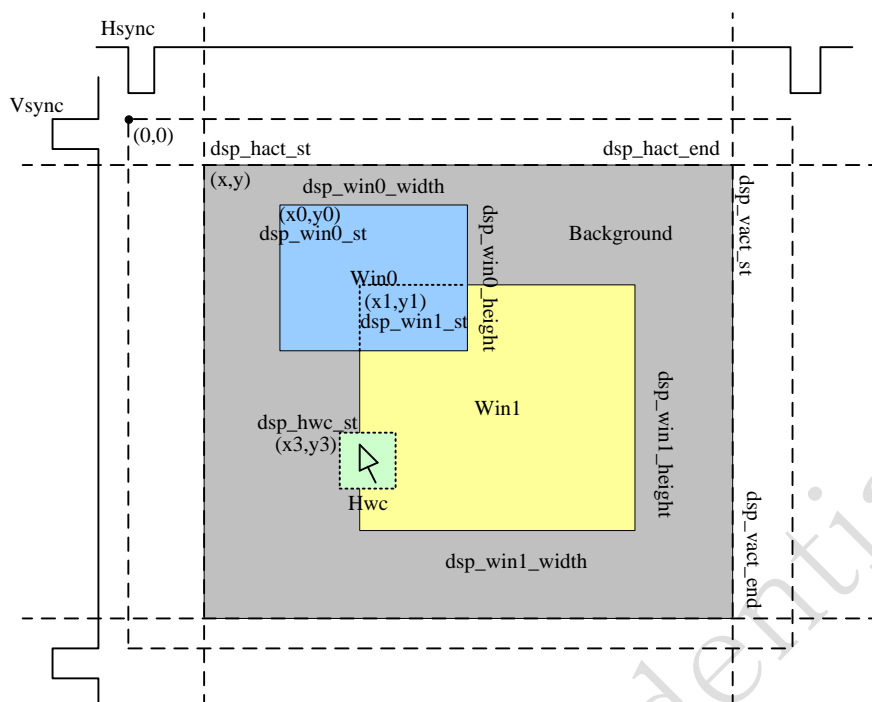 Hsync
Vsync
(0,0)
dsp_hact_st
dsp_hact_end
(x,y)
dsp_win0_width
dsp_vact_st
(x0,y0)
dsp_win0_st
dsp_win0_height
Background
Win0
(x1,y1)
dsp_win1_st
dsp_win1_height
Win1
dsp_hwc_st
(x3,y3)
Hwc
dsp_vact_end
dsp_win1_width